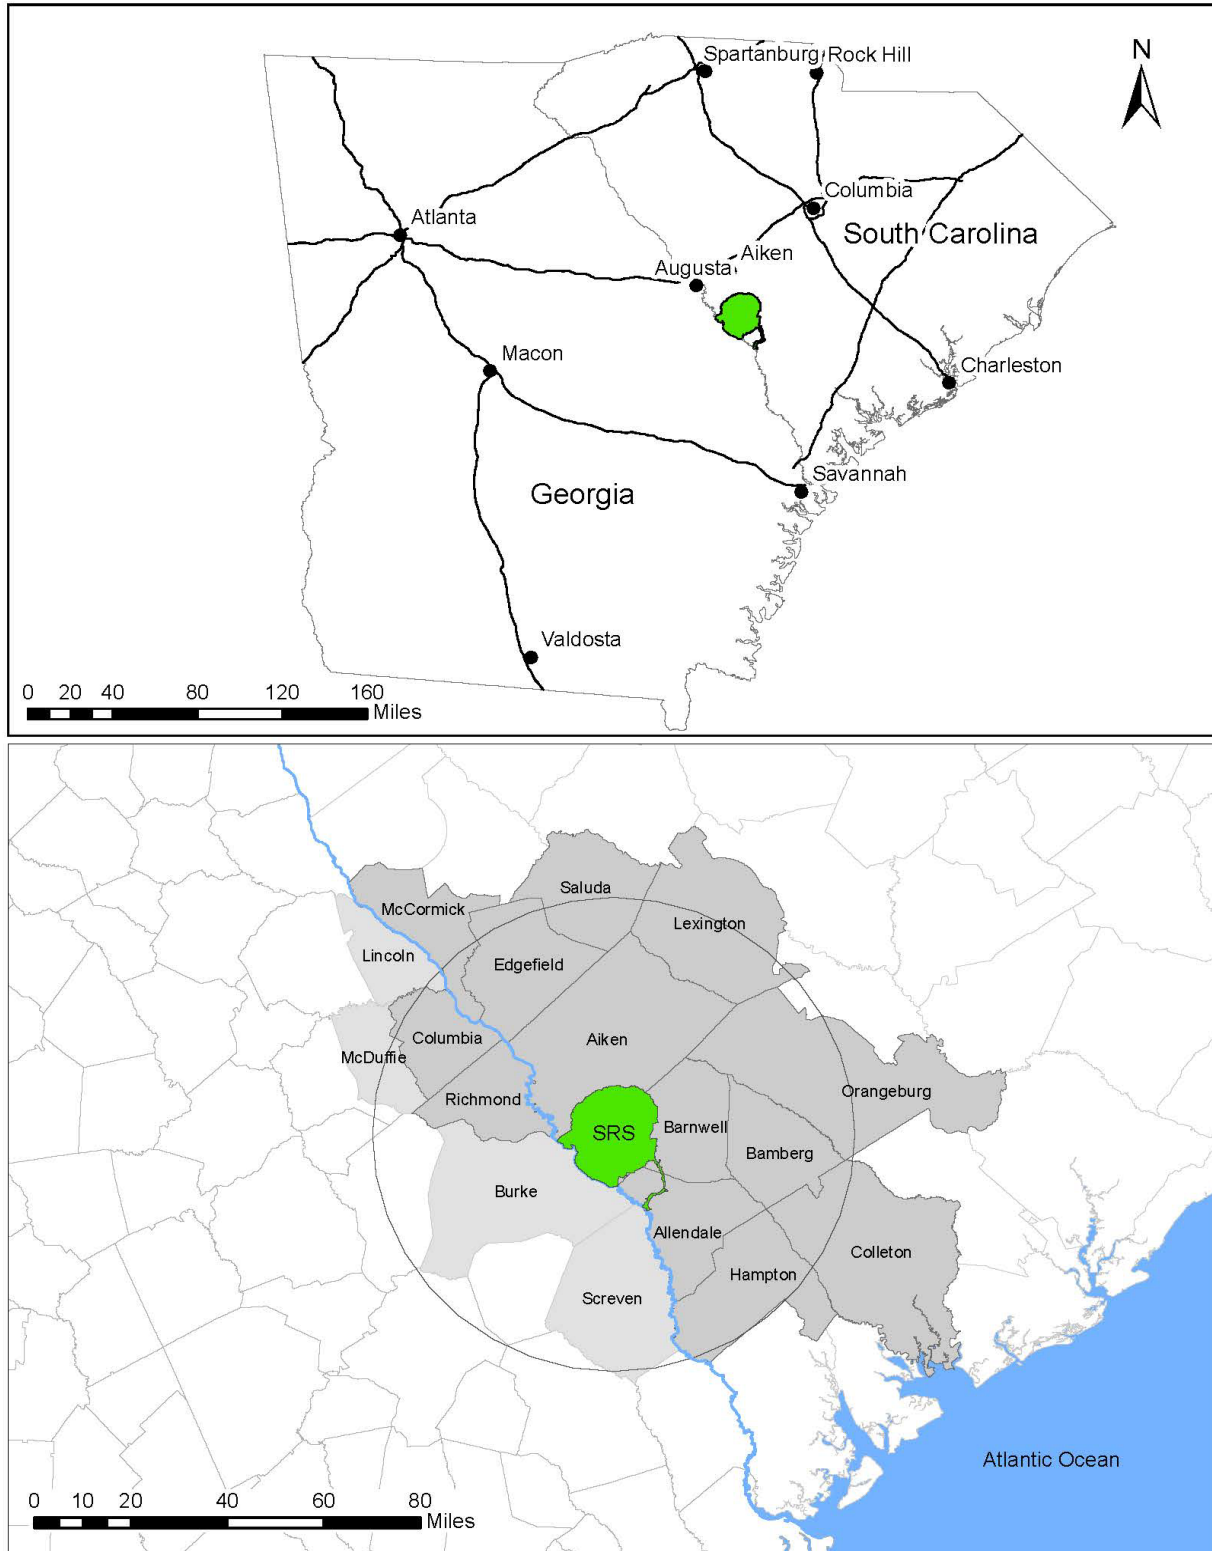 N
Spartanburg
Rock Hill
Columbia
South Carolina
Atlanta
Aiken
Augusta
Macon
Charleston
Savannah
Georgia
Valdosta
0 20 40 80 120 160
Miles
Saluda
McCormick
Lexington
Lincoln
Edgefield
Columbia
Aiken
McDuffie
Richmond
Orangeburg
SRS
Barnwell
Bamberg
Burke
Allendale
Colleton
Hampton
Screven
Atlantic Ocean
0 10 20 40 60 80
Miles